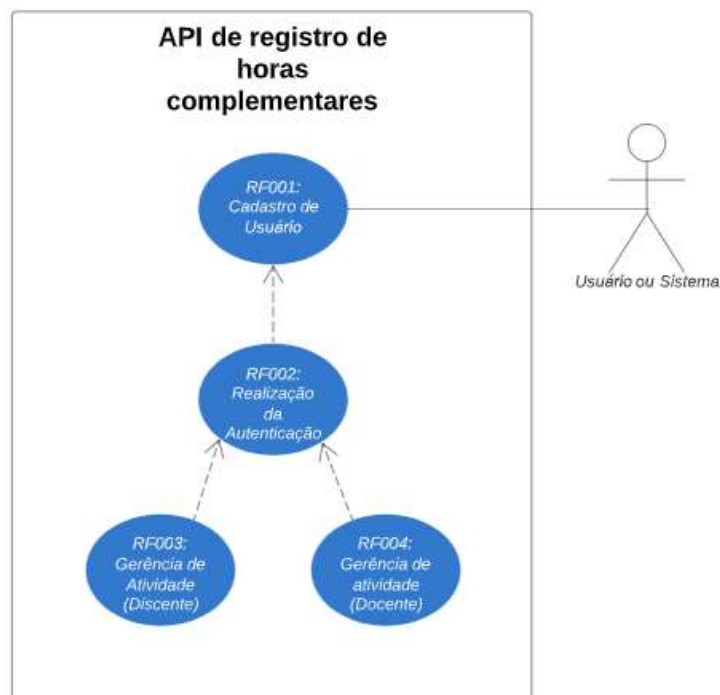 API de registro de
horas
complementares
RF001:
Cadastro de
Usuário
Usuário ou Sistema
RF002:
Realização
da
Autenticação
RF003:
Gerência de
Atividade
(Discente)
RF004:
Gerência de
atividade
(Docente)